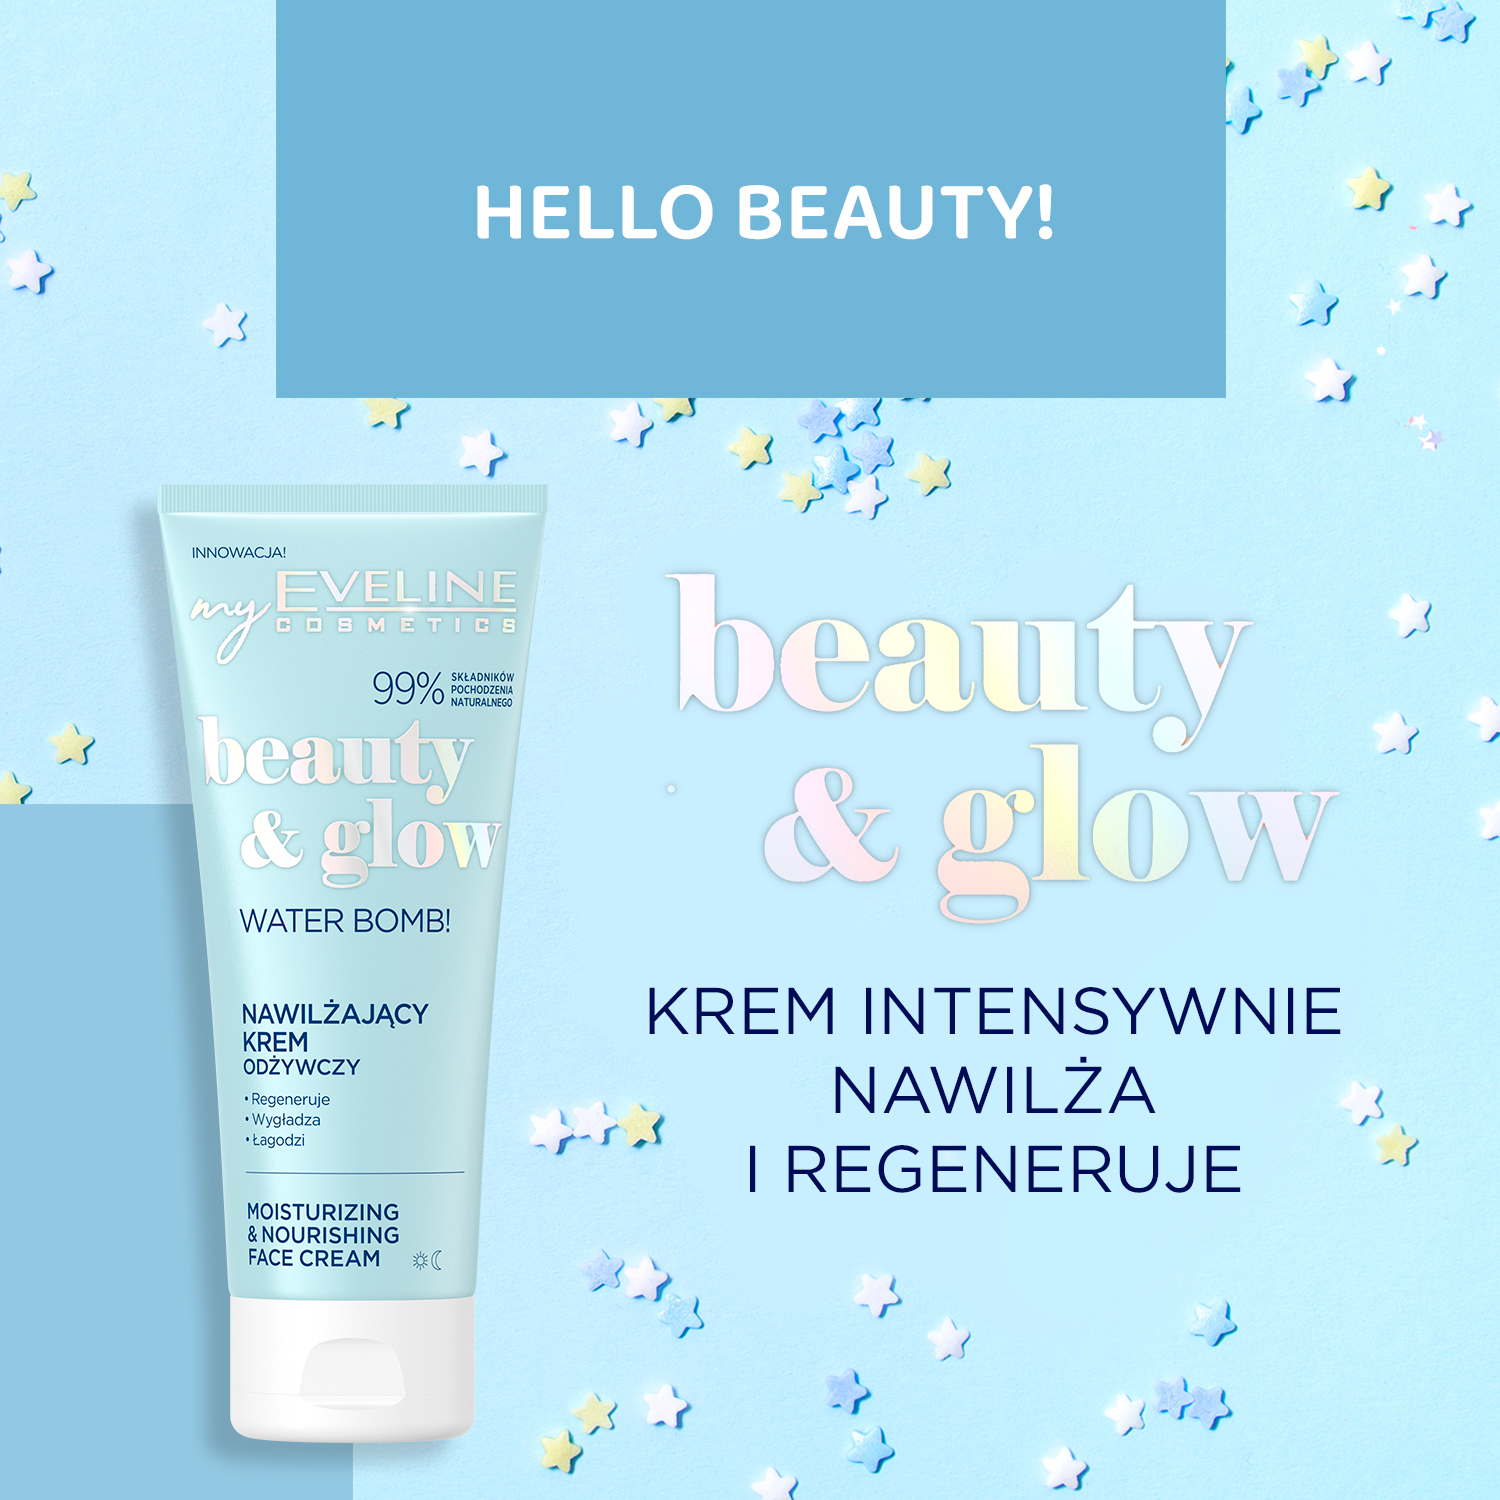 HELLO BEAUTY!
INNOWACJA!
my EVELINE
COSMETICS
99% SKŁADNIKÓW
POCHODZENIA
NATURALNEGO
beauty
& glow
WATER BOMB!
NAWILŻAJĄCY
KREM
ODŻYWCZY
• Regeneruje
• Wygładza
• Łagodzi
MOISTURIZING
& NOURISHING
FACE CREAM
beauty
& glow
KREM INTENSYWNIE
NAWILŻA
I REGENERUJE